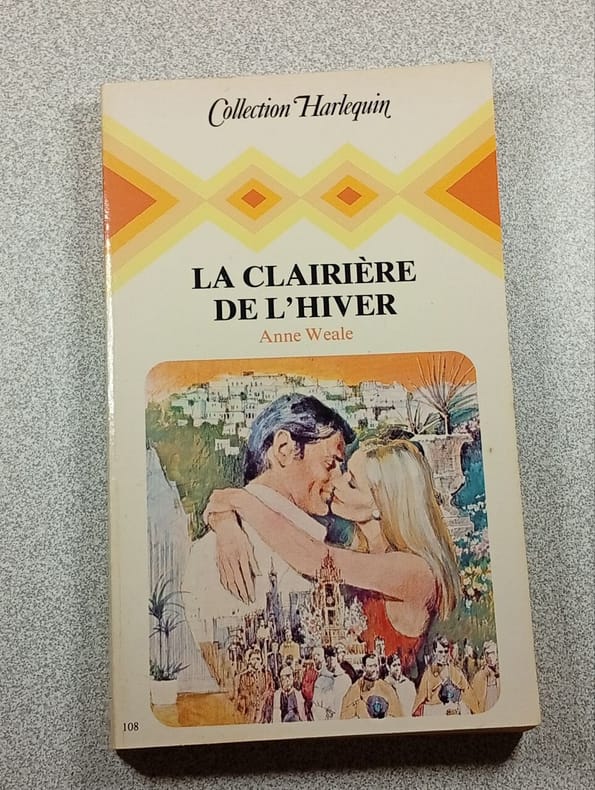 Collection Harlequin
LA CLAIRIÈRE
DE L'HIVER
Anne Weale
108